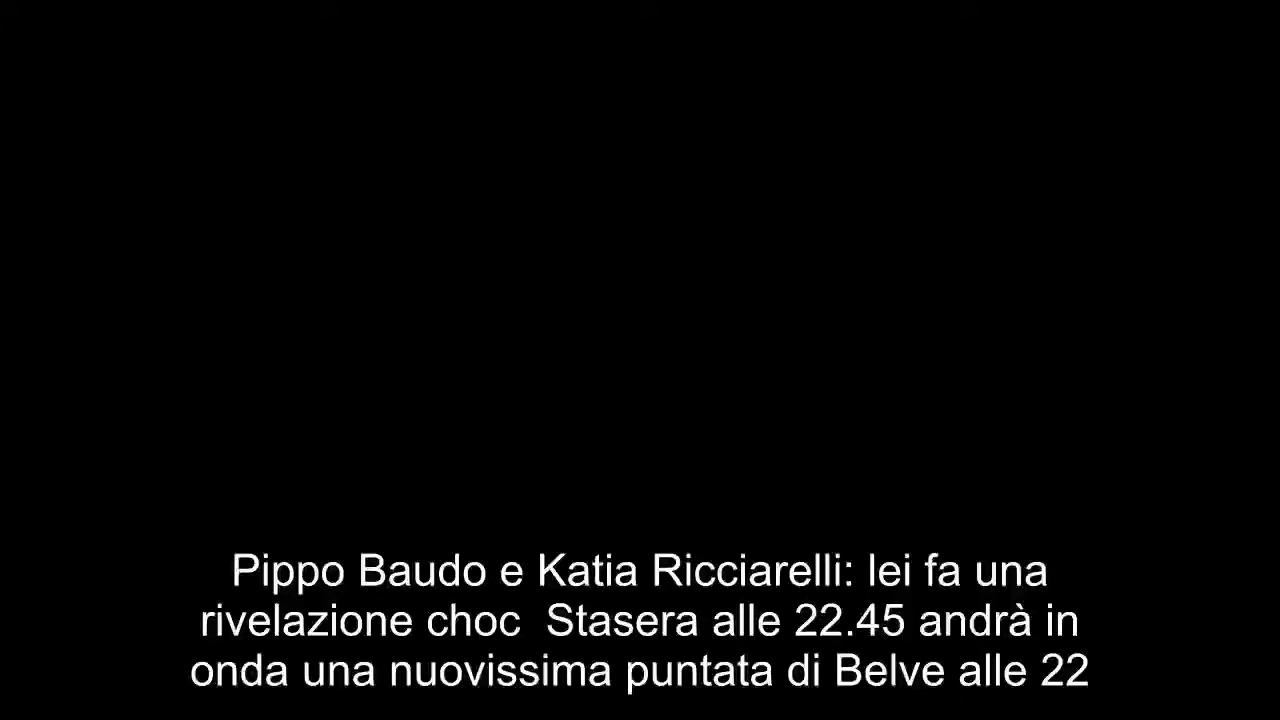 Pippo Baudo e Katia Ricciarelli: lei fa una
rivelazione choc  Stasera alle 22.45 andrà in
onda una nuovissima puntata di Belve alle 22